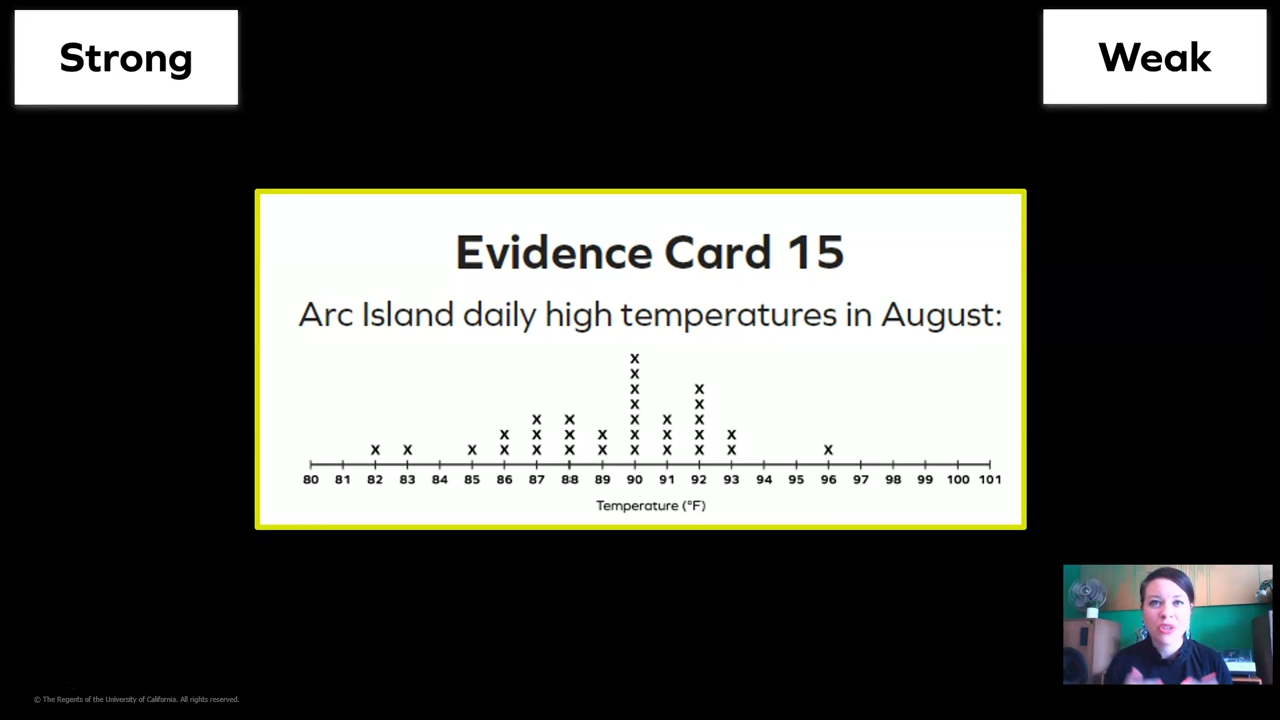 Strong
Weak
Evidence Card 15
Arc Island daily high temperatures in August:
x
x
x x
x x
x x x x x x
x x x x x x x x
x x x x x x x x x x x x
80 81 82 83 84 85 86 87 88 89 90 91 92 93 94 95 96 97 98 99 100 101
Temperature (°F)
© The Regents of the University of California. All rights reserved.